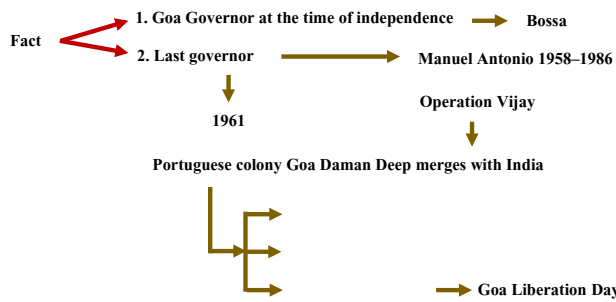 1. Goa Governor at the time of independence
Bossa
Fact
2. Last governor
Manuel Antonio 1958–1986
1961
Operation Vijay
Portuguese colony Goa Daman Deep merges with India
Goa Liberation Day